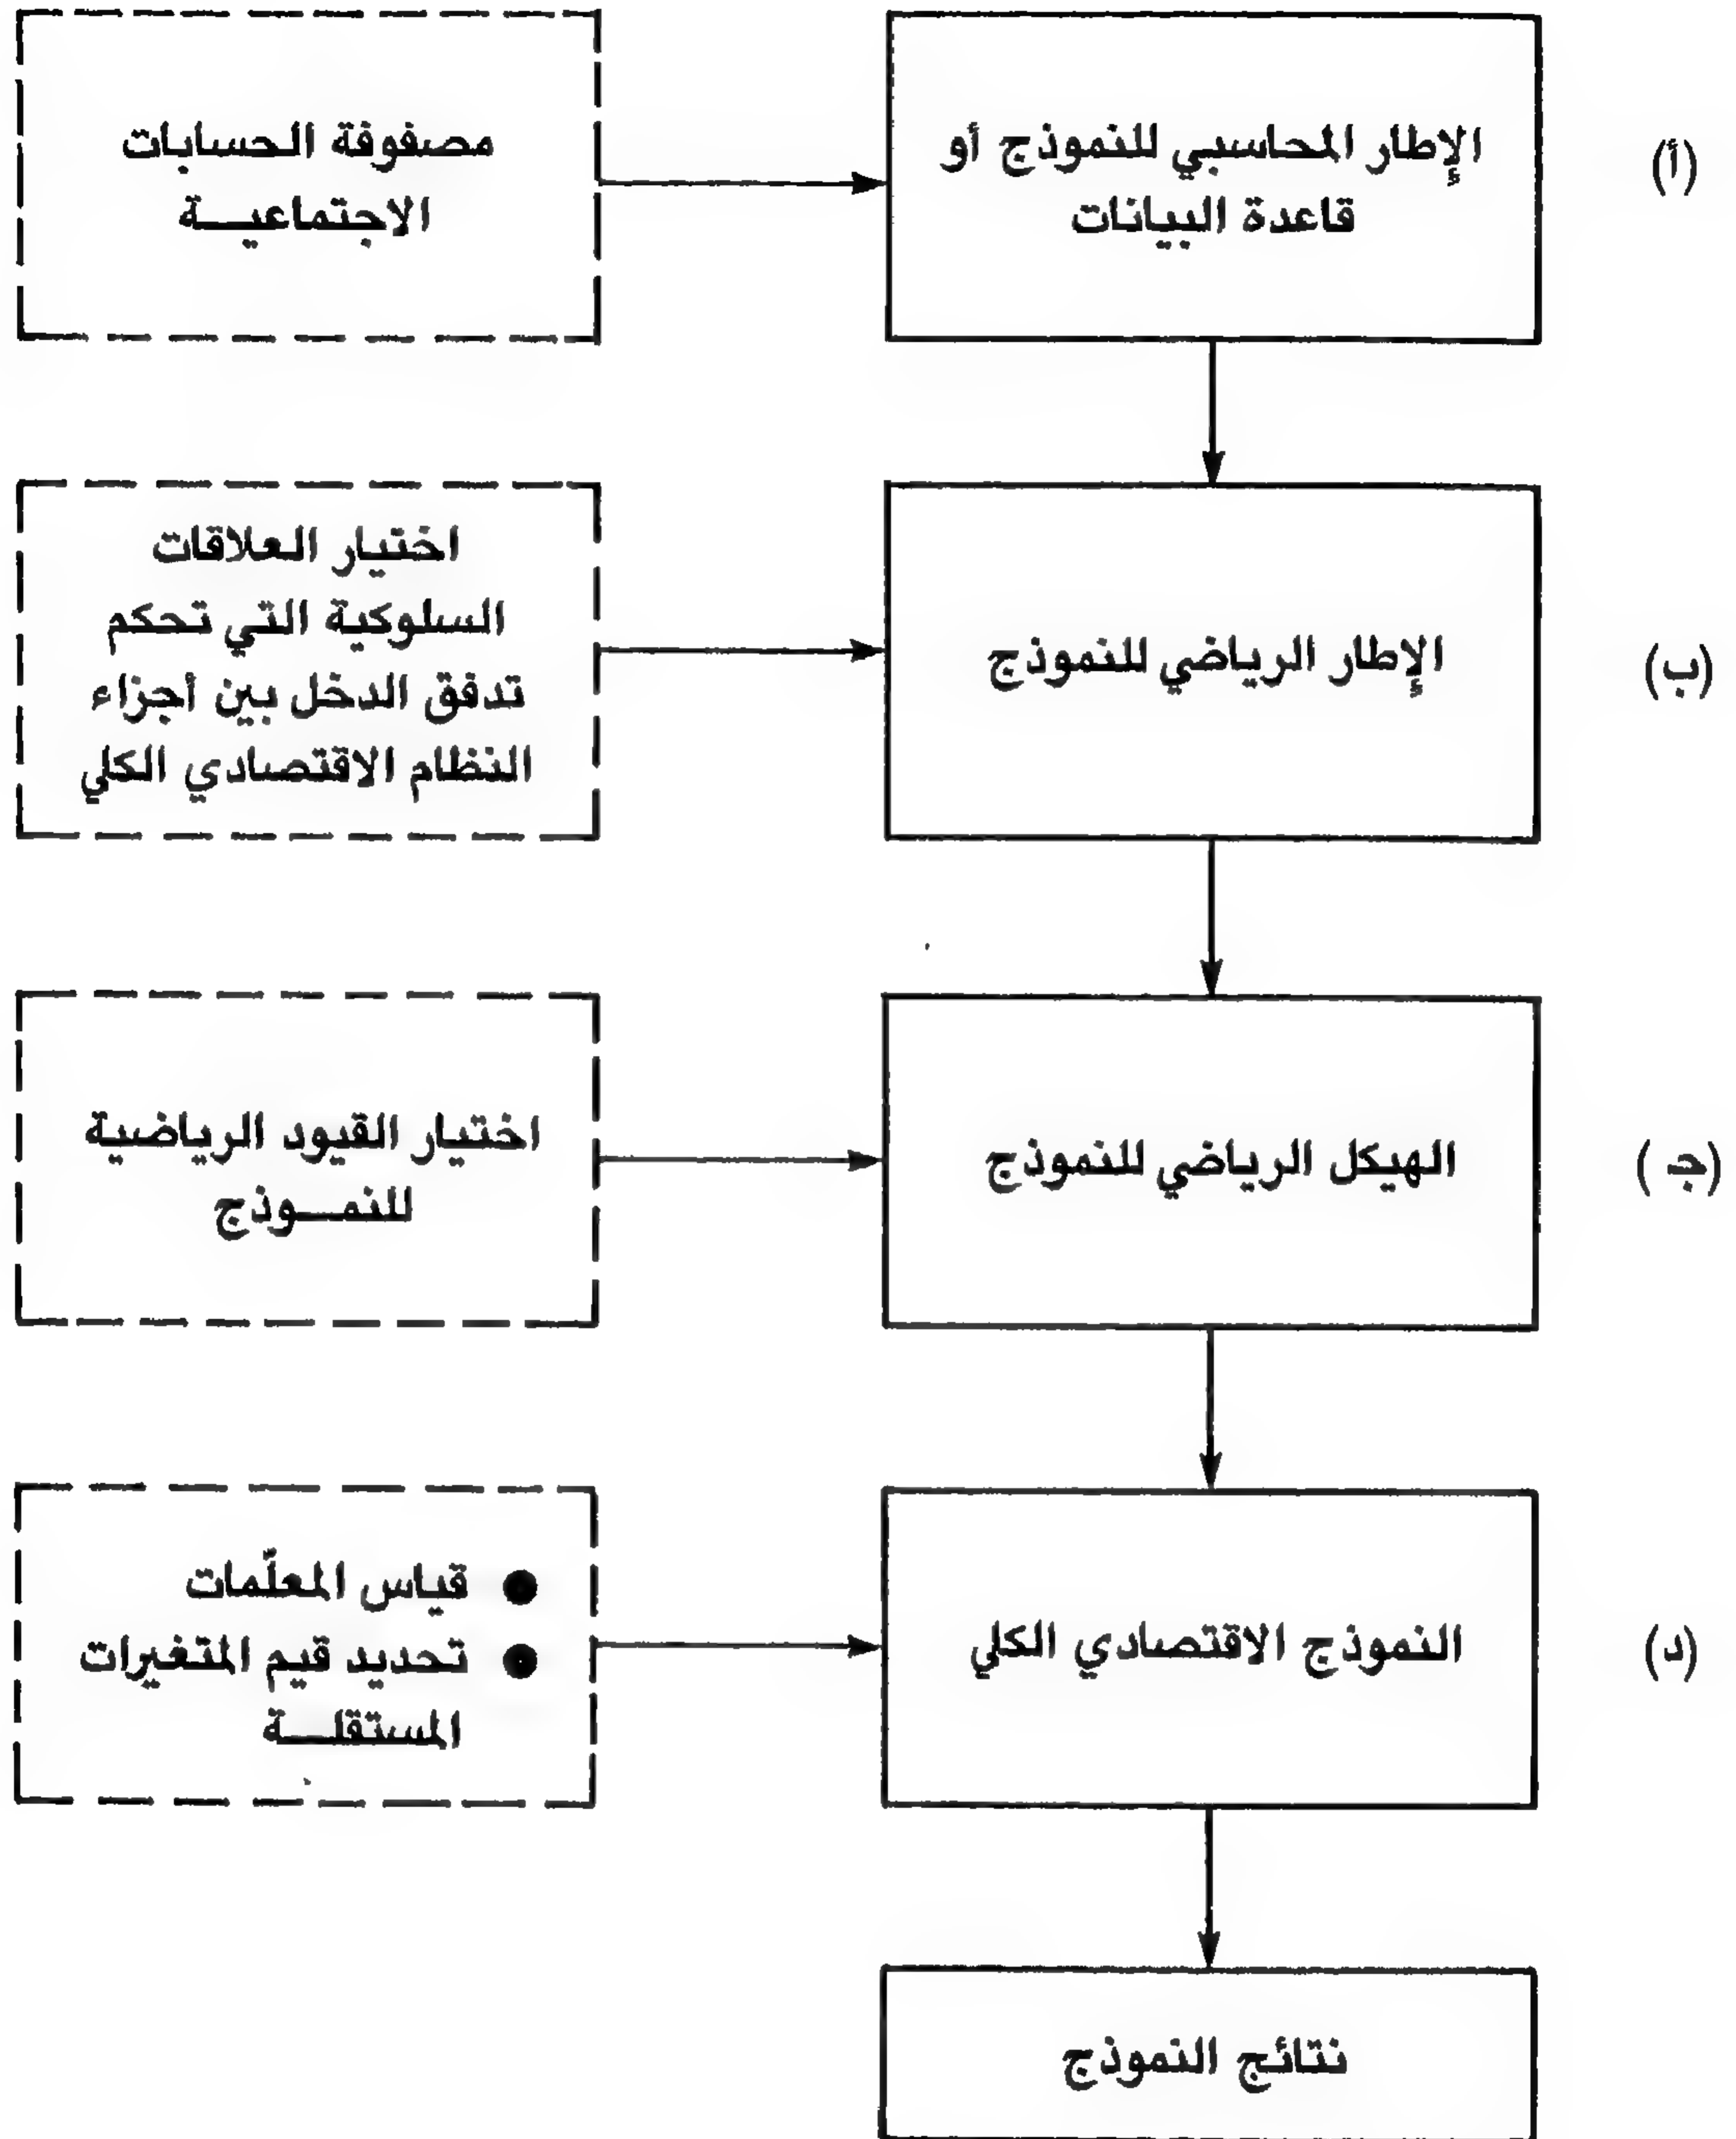 (أ)
الإطار المحاسبي للنموذج أو
قاعدة البيانات
مصفوفة الحسابات
الاجتماعيــة
(ب)
الإطار الرياضي للنموذج
اختيار العلاقات
السلوكية التي تحكم
تدفق الدخل بين أجزاء
النظام الاقتصادي الكلي
(جـ)
الهيكل الرياضي للنموذج
اختيار القيود الرياضية
للنمــوذج
(د)
النموذج الاقتصادي الكلي
● قياس المعلّمات
● تحديد قيم المتغيرات
المستقلــة
نتائج النموذج